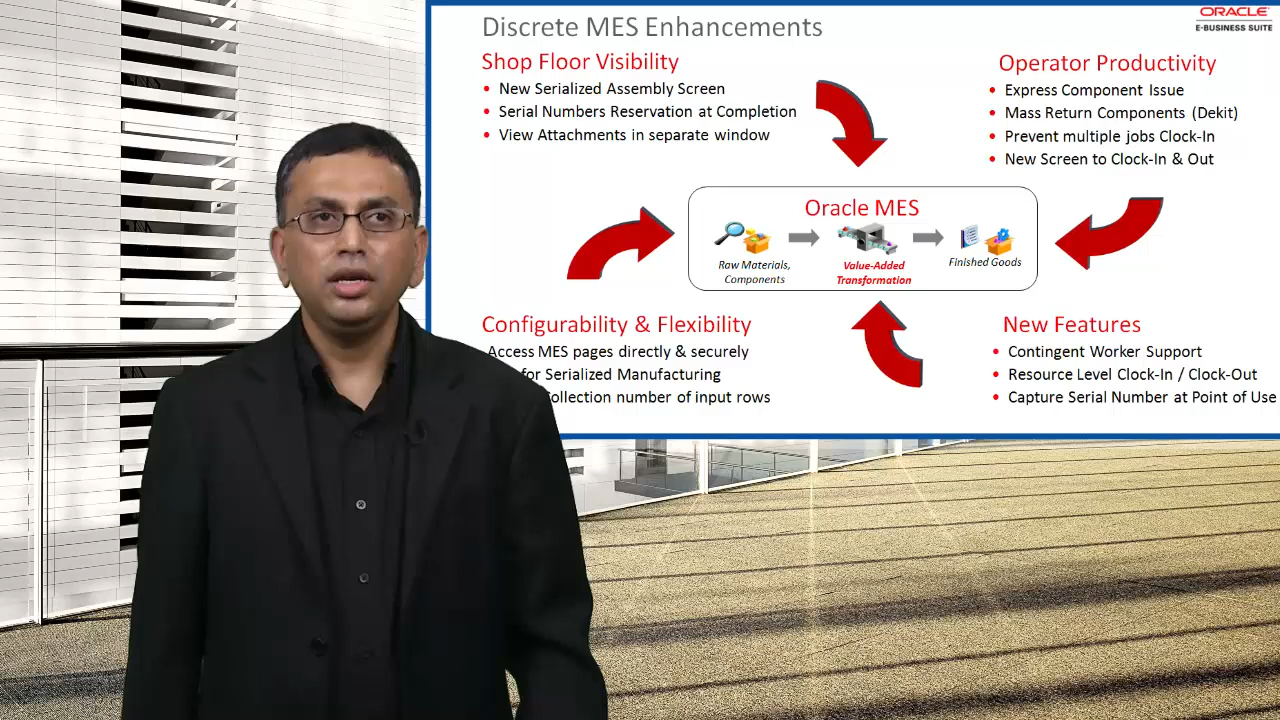 Discrete MES Enhancements
ORACLE
E-BUSINESS SUITE
Shop Floor Visibility
• New Serialized Assembly Screen
• Serial Numbers Reservation at Completion
• View Attachments in separate window
Operator Productivity
• Express Component Issue
• Mass Return Components (Dekit)
• Prevent multiple jobs Clock-In
• New Screen to Clock-In & Out
Oracle MES
Raw Materials,
Components
Value-Added
Transformation
Finished Goods
Configurability & Flexibility
Access MES pages directly & securely
for Serialized Manufacturing
ollection number of input rows
New Features
• Contingent Worker Support
• Resource Level Clock-In / Clock-Out
• Capture Serial Number at Point of Use